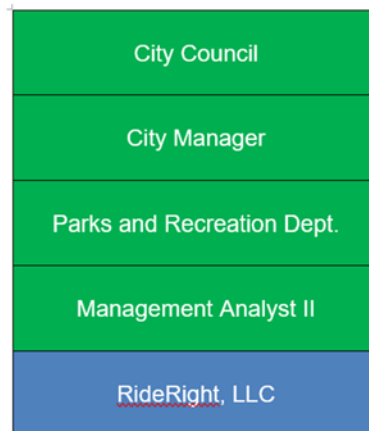 City Council
City Manager
Parks and Recreation Dept.
Management Analyst II
RideRight, LLC